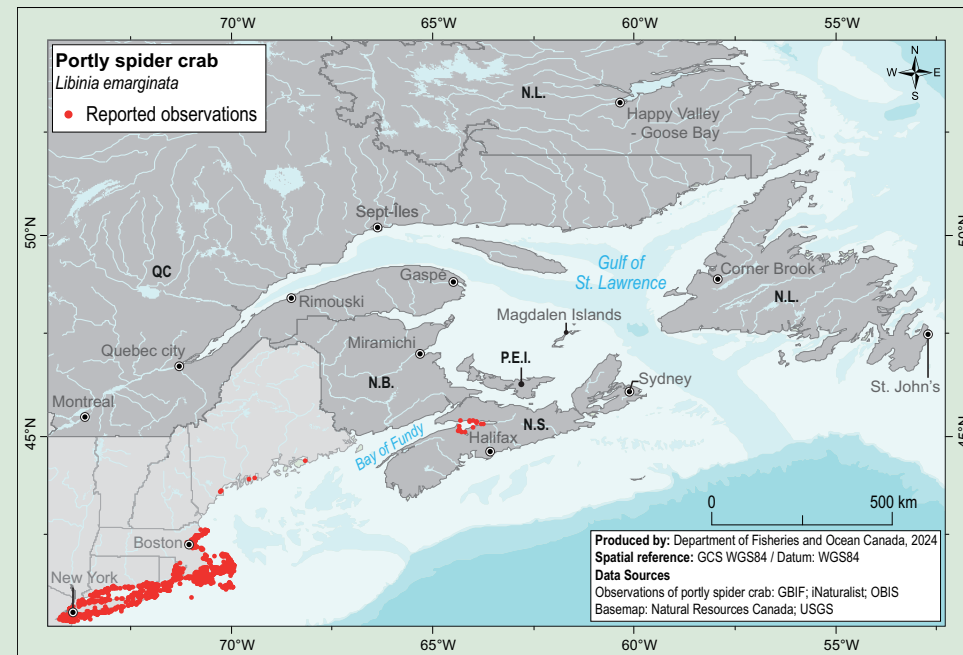 70°W 65°W 60°W 55°W
Portly spider crab
Libinia emarginata
Reported observations
N
W E
S
N.L.
Happy Valley
- Goose Bay
Sept-Îles
50°N
50°N
QC
Gaspé
Gulf of
St. Lawrence
Corner Brook
N.L.
Rimouski
Magdalen Islands
Miramichi
Quebec city
P.E.I.
N.B.
Sydney
St. John's
Montreal
45°N
45°N
N.S.
Bay of Fundy
Halifax
0 500 km
Boston
New York
Produced by: Department of Fisheries and Ocean Canada, 2024
Spatial reference: GCS WGS84 / Datum: WGS84
Data Sources
Observations of portly spider crab: GBIF; iNaturalist; OBIS
Basemap: Natural Resources Canada; USGS
70°W 65°W 60°W 55°W